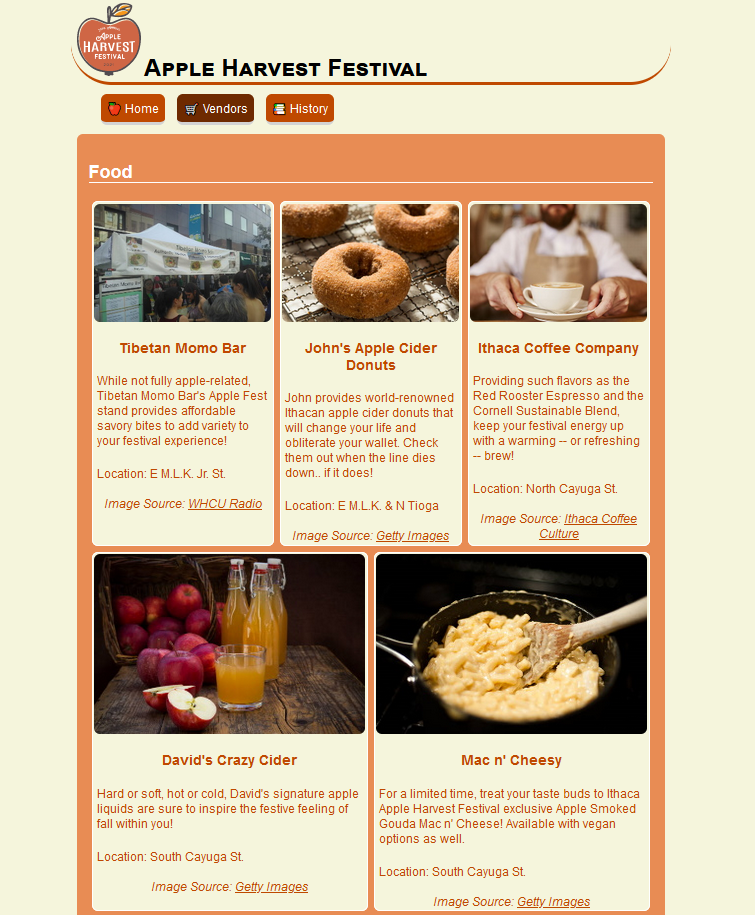 Apple
HARVEST
FESTIVAL
Apple Harvest Festival
Home
Vendors
History
Food
Tibetan Momo Bar
Tibetan Momo Bar
Tibetan Momo Bar
While not fully apple-related,
Tibetan Momo Bar's Apple Fest
stand provides affordable
savory bites to add variety to
your festival experience!
Location: E M.L.K. Jr. St.
Image Source: WHCU Radio
John's Apple Cider
Donuts
John provides world-renowned
Ithacan apple cider donuts that
will change your life and
obliterate your wallet. Check
them out when the line dies
down.. if it does!
Location: E M.L.K. & N Tioga
Image Source: Getty Images
Ithaca Coffee Company
Providing such flavors as the
Red Rooster Espresso and the
Cornell Sustainable Blend,
keep your festival energy up
with a warming -- or refreshing
-- brew!
Location: North Cayuga St.
Image Source: Ithaca Coffee
Culture
David's Crazy Cider
Hard or soft, hot or cold, David's signature apple
liquids are sure to inspire the festive feeling of
fall within you!
Location: South Cayuga St.
Image Source: Getty Images
Mac n' Cheesy
For a limited time, treat your taste buds to Ithaca
Apple Harvest Festival exclusive Apple Smoked
Gouda Mac n' Cheese! Available with vegan
options as well.
Location: South Cayuga St.
Image Source: Getty Images